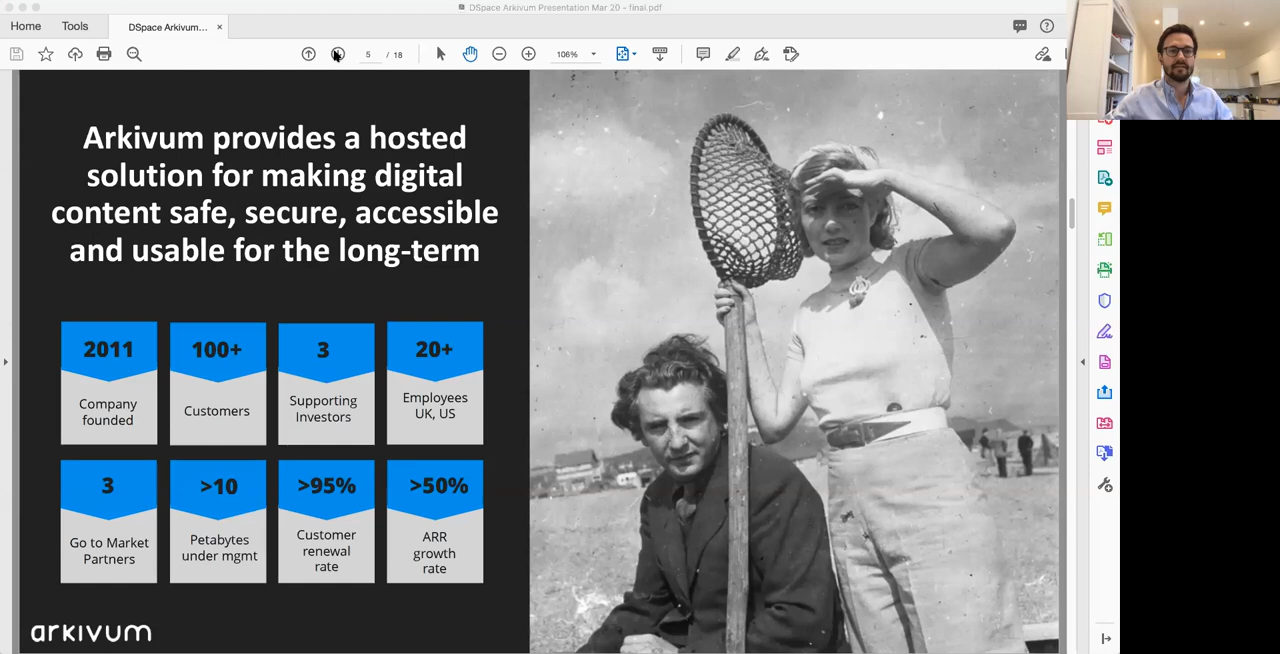 DSpace Arkivum Presentation Mar 20 - final.pdf
Home
Tools
DSpace Arkivum...
5 / 18
106%
Arkivum provides a hosted
solution for making digital
content safe, secure, accessible
and usable for the long-term
2011
Company
founded
100+
Customers
3
Supporting
Investors
20+
Employees
UK, US
3
Go to Market
Partners
>10
Petabytes
under mgmt
>95%
Customer
renewal
rate
>50%
ARR
growth
rate
arkivum